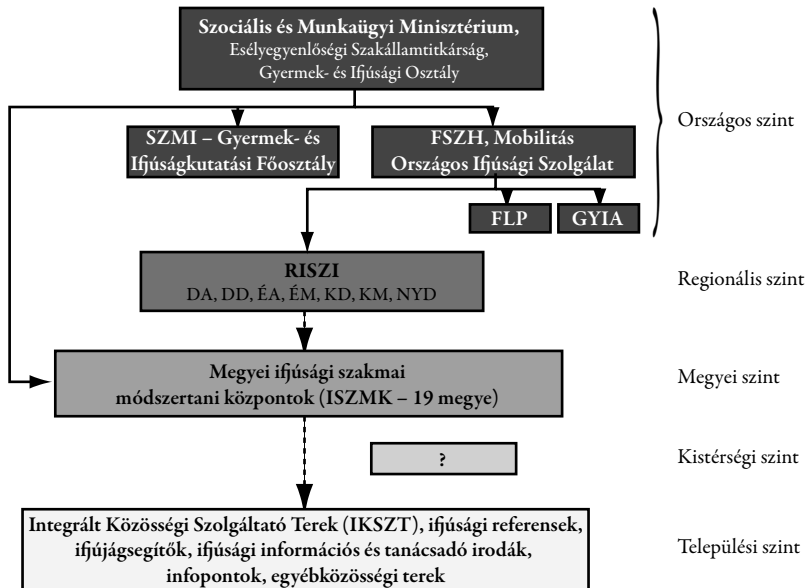 Szociális és Munkaügyi Minisztérium,
Esélyegyenlőségi Szakállamtitkárság,
Gyermek- és Ifjúsági Osztály
Országos szint
SZMI – Gyermek- és
Ifjúságkutatási Főosztály
FSZH, Mobilitás
Országos Ifjúsági Szolgálat
FLP
GYIA
RISZI
DA, DD, ÉA, ÉM, KD, KM, NYD
Regionális szint
Megyei ifjúsági szakmai
módszertani központok (ISZMK – 19 megye)
Megyei szint
?
Kistérségi szint
Integrált Közösségi Szolgáltató Terek (IKSZT), ifjúsági referensek,
ifjújágsegítők, ifjúsági információs és tanácsadó irodák,
infopontok, egyébközösségi terek
Települési szint